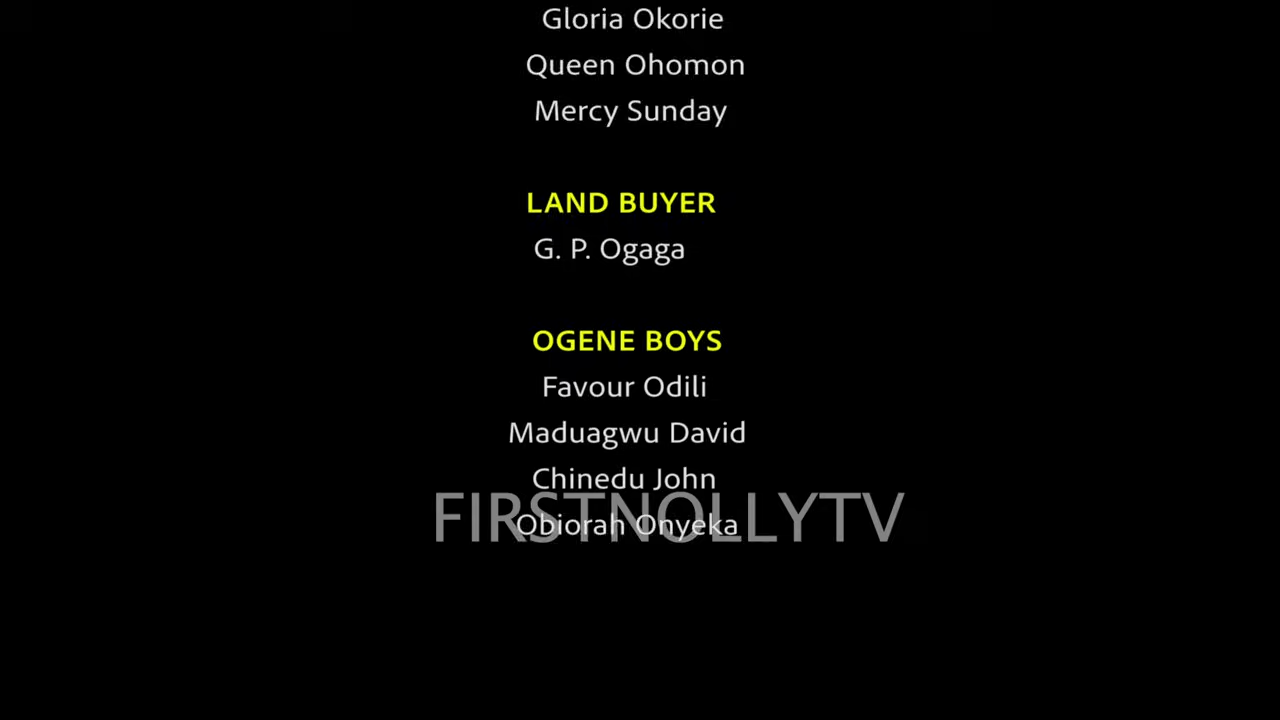 Gloria Okorie
Queen Ohomon
Mercy Sunday
LAND BUYER
G. P. Ogaga
OGENE BOYS
Favour Odili
Maduagwu David
Chinedu John
Obiorah Onyeka
FIRSTNOLLYTV